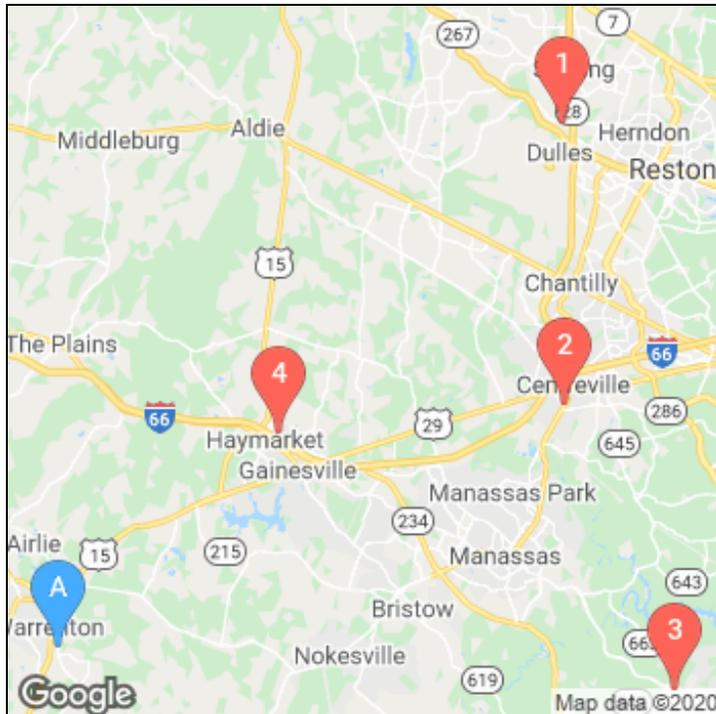 7
267
1
28
Aldie
Middleburg
Herndon
Dulles
Reston
15
Chantilly
The Plains
2
66
4
Centreville
66
286
29
Haymarket
645
Gainesville
Manassas Park
234
Airlie
15
215
Manassas
A
643
Bristow
3
Warrenton
Nokesville
619
Google
Map data ©2020